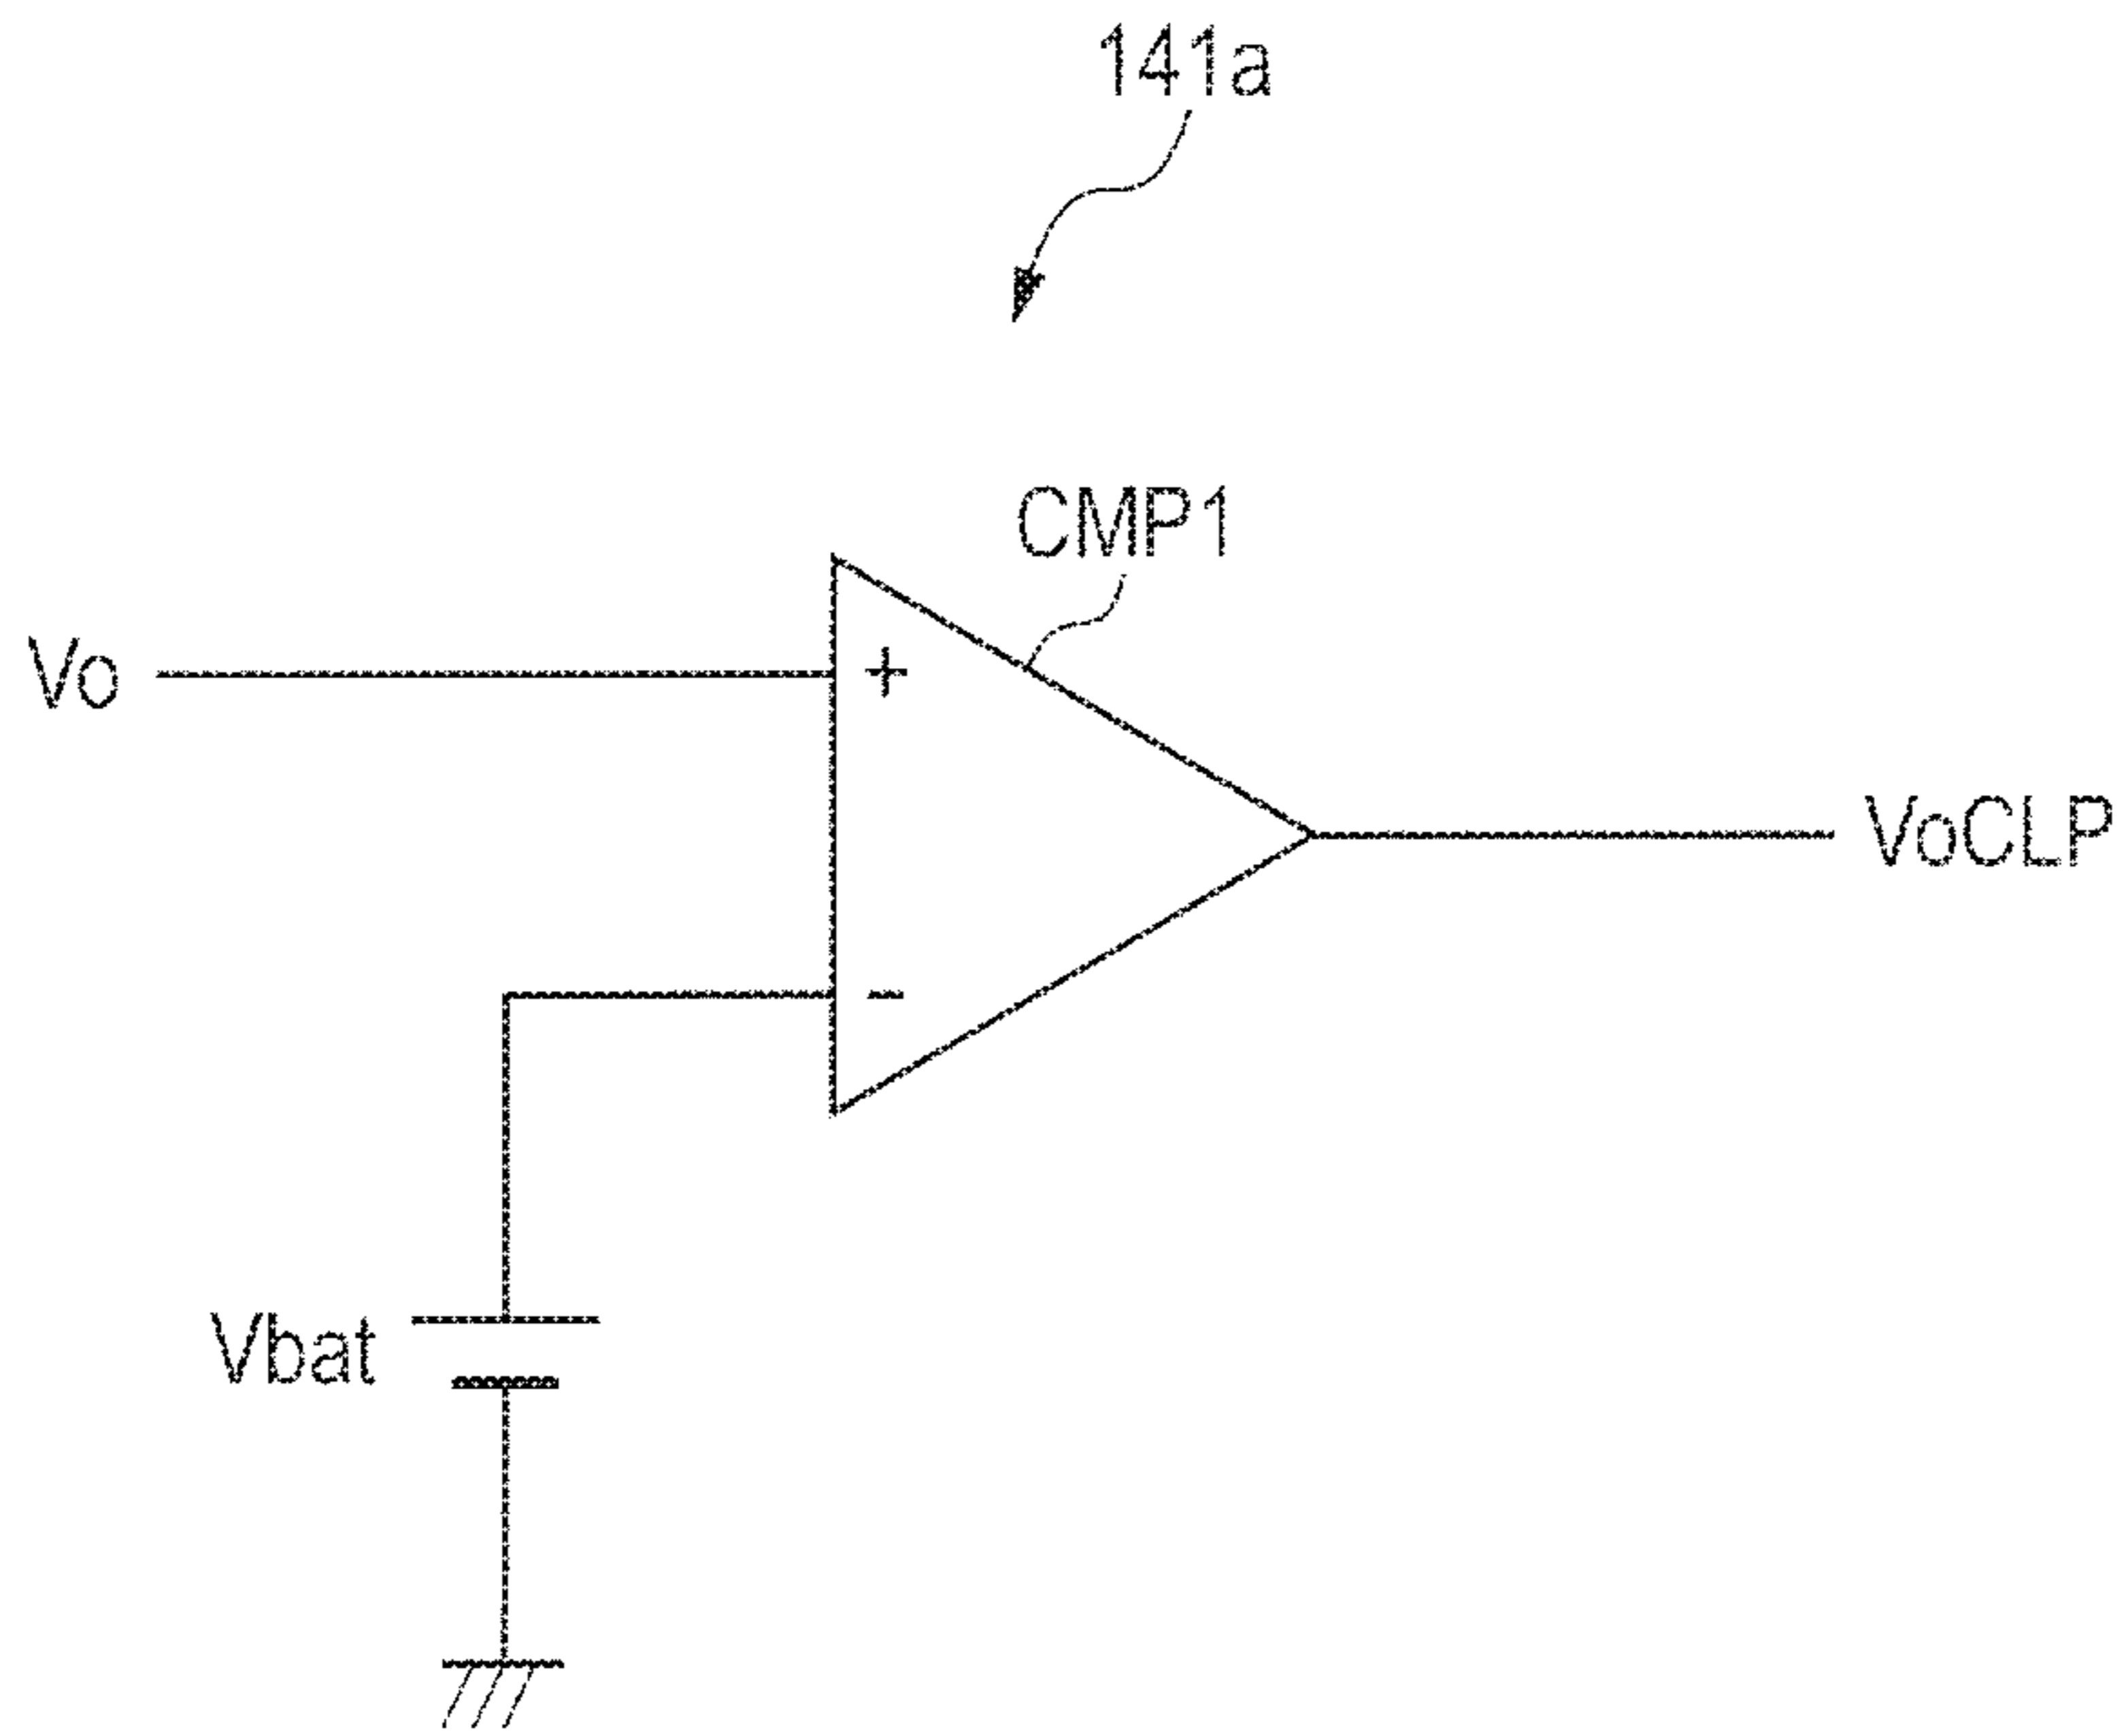 141a
CMP1
Vo
+
VoCLP
-
Vbat